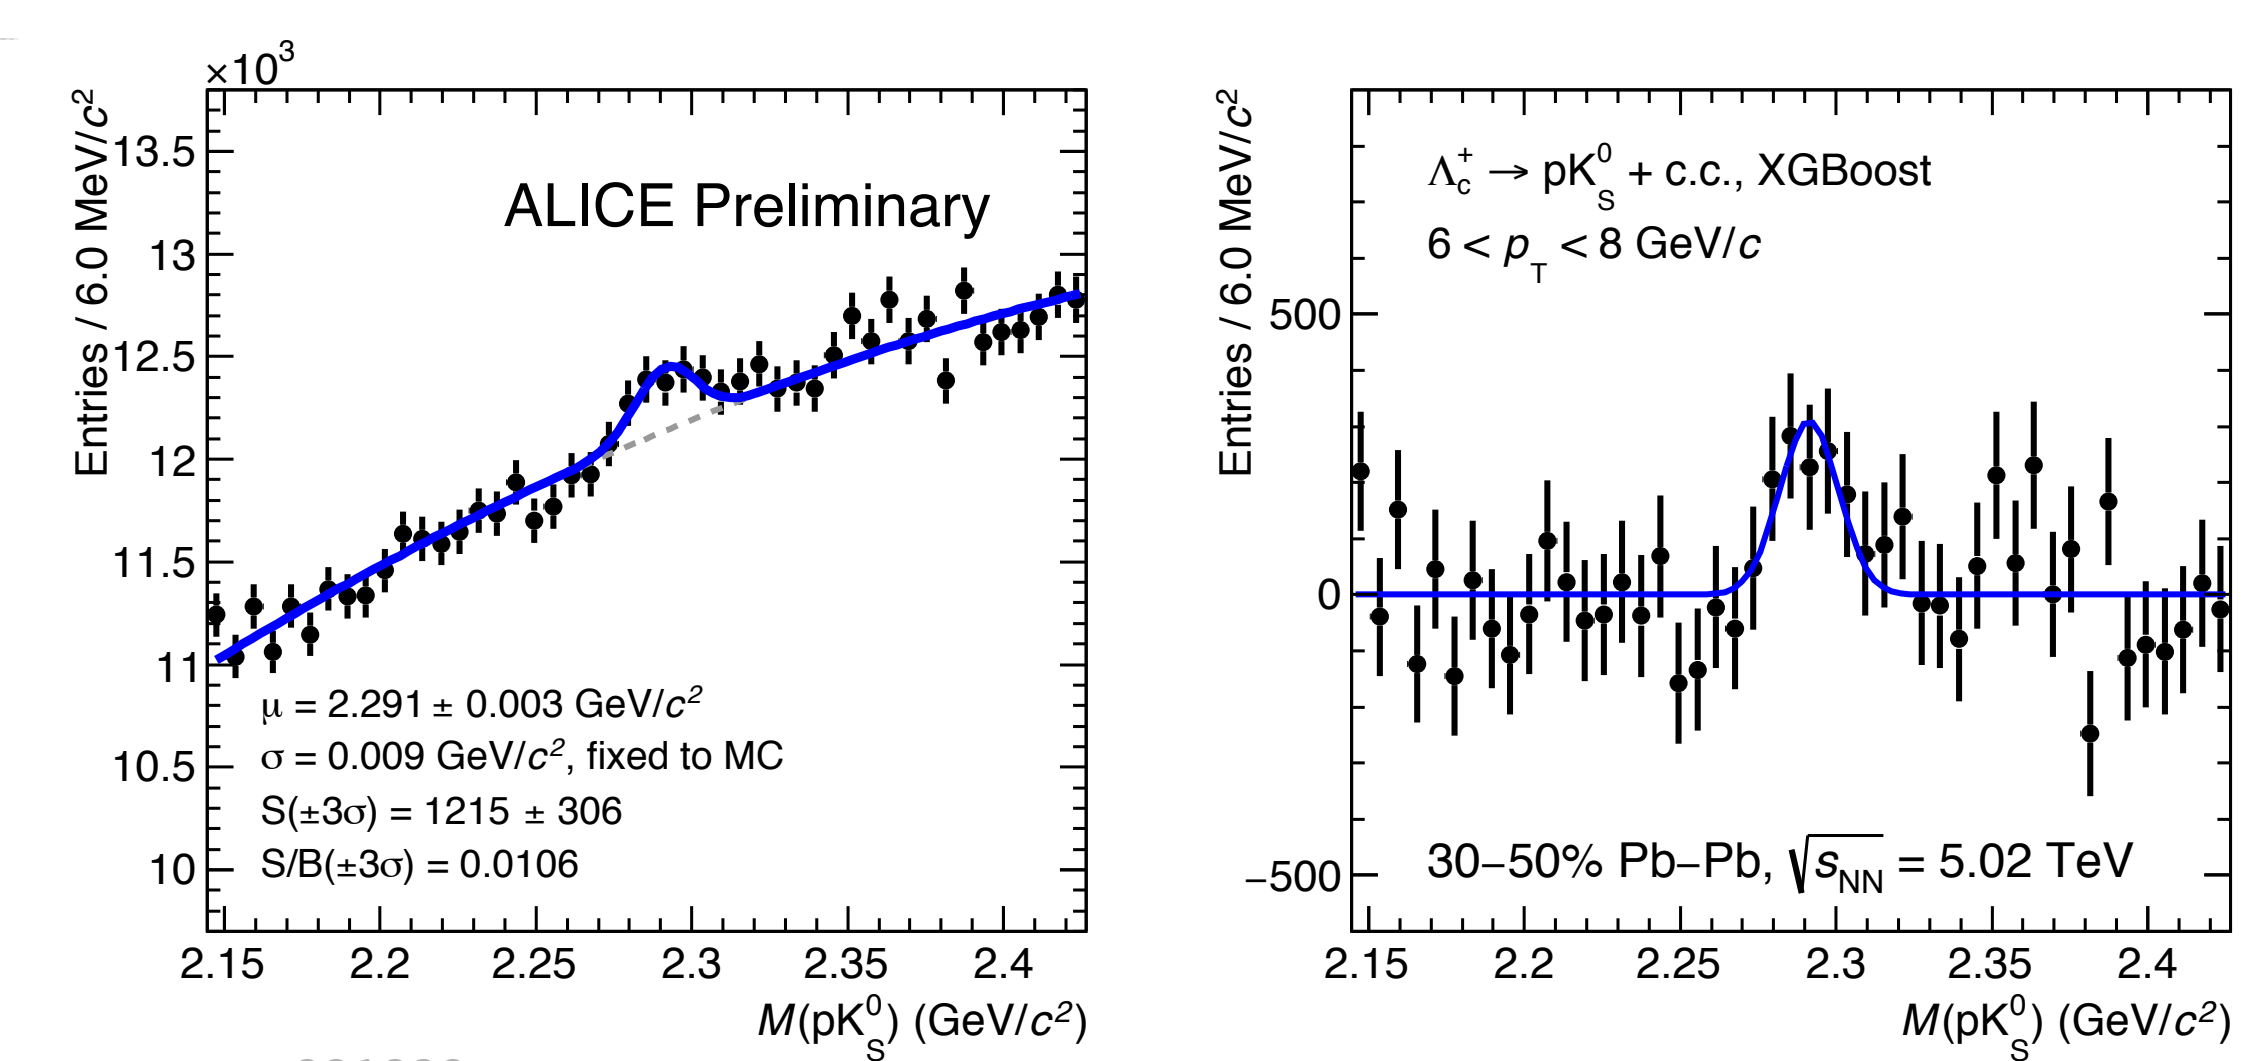 ×10³
Entries / 6.0 MeV/c²
13.5
13
12.5
12
11.5
11
10.5
10
ALICE Preliminary
μ = 2.291 ± 0.003 GeV/c²
σ = 0.009 GeV/c², fixed to MC
S(±3σ) = 1215 ± 306
S/B(±3σ) = 0.0106
2.15 2.2 2.25 2.3 2.35 2.4
M(pK⁰S) (GeV/c²)
Entries / 6.0 MeV/c²
500
0
−500
Λc⁺ → pK⁰S + c.c., XGBoost
6 < pT < 8 GeV/c
30−50% Pb−Pb, √sNN = 5.02 TeV
2.15 2.2 2.25 2.3 2.35 2.4
M(pK⁰S) (GeV/c²)